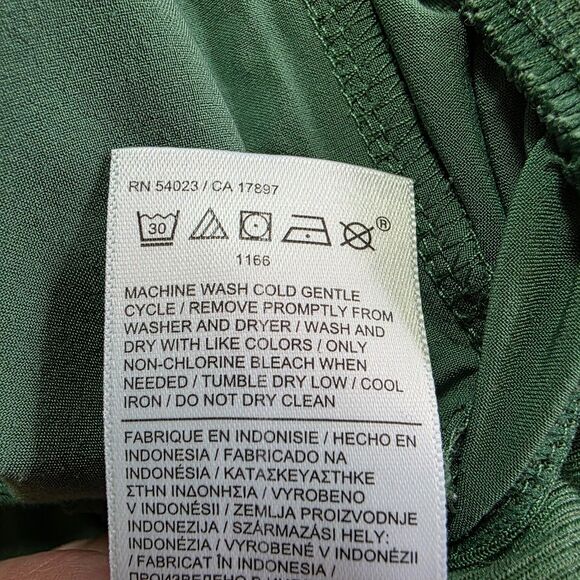 RN 54023 / CA 17897
30
®
1166
MACHINE WASH COLD GENTLE
CYCLE / REMOVE PROMPTLY FROM
WASHER AND DRYER / WASH AND
DRY WITH LIKE COLORS / ONLY
NON-CHLORINE BLEACH WHEN
NEEDED / TUMBLE DRY LOW / COOL
IRON / DO NOT DRY CLEAN
FABRIQUE EN INDONISIE / HECHO EN
INDONESIA / FABRICADO NA
INDONÉSIA / ΚΑΤΑΣΚΕΥΑΣΤΗΚΕ
ΣΤΗΝ ΙΝΔΟΝΗΣΙΑ / VYROBENO
V INDONÉSII / ZEMLJA PROIZVODNJE
INDONEZIJA / SZÁRMAZÁSI HELY:
INDONÉZIA / VYROBENÉ V INDONÉZII
/ FABRICAT ÎN INDONESIA /